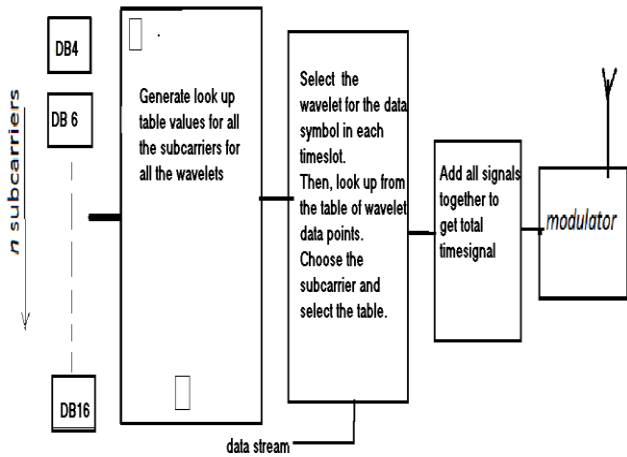 DB4
DB 6
n subcarriers
DB16
Generate look up
table values for all
the subcarriers for
all the wavelets
Select the
wavelet for the data
symbol in each
timeslot.
Then, look up from
the table of wavelet
data points.
Choose the
subcarrier and
select the table.
data stream
Add all signals
together to
get total
timesignal
modulator